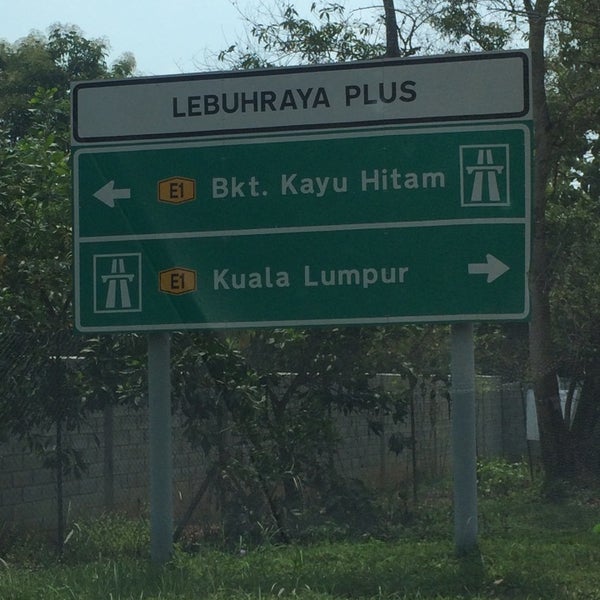 LEBUHRAYA PLUS
E1 Bkt. Kayu Hitam
E1 Kuala Lumpur